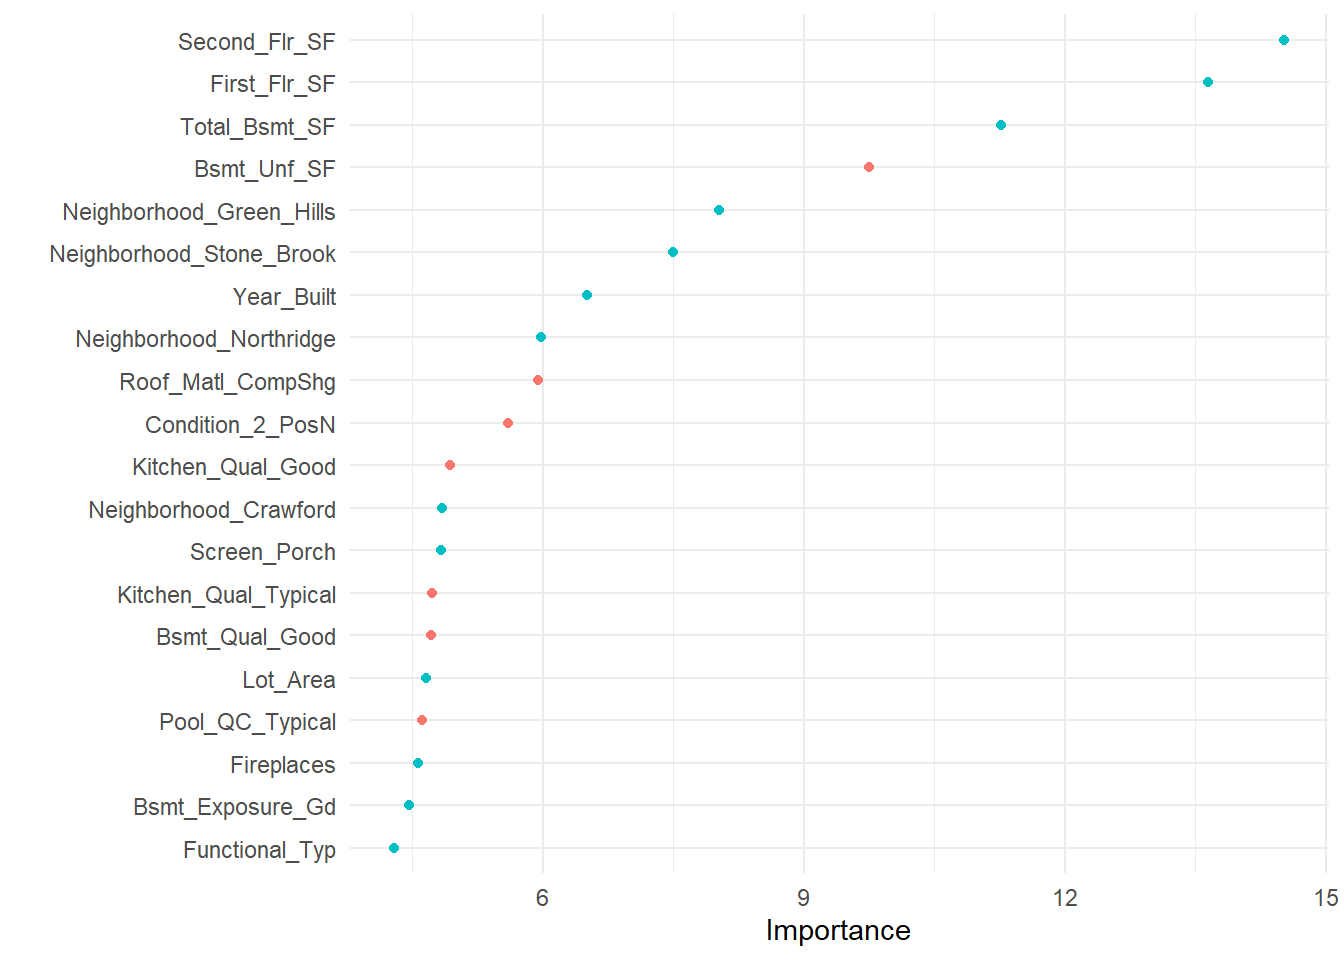 Second_Flr_SF
First_Flr_SF
Total_Bsmt_SF
Bsmt_Unf_SF
Neighborhood_Green_Hills
Neighborhood_Stone_Brook
Year_Built
Neighborhood_Northridge
Roof_Matl_CompShg
Condition_2_PosN
Kitchen_Qual_Good
Neighborhood_Crawford
Screen_Porch
Kitchen_Qual_Typical
Bsmt_Qual_Good
Lot_Area
Pool_QC_Typical
Fireplaces
Bsmt_Exposure_Gd
Functional_Typ
6 9 12 15
Importance